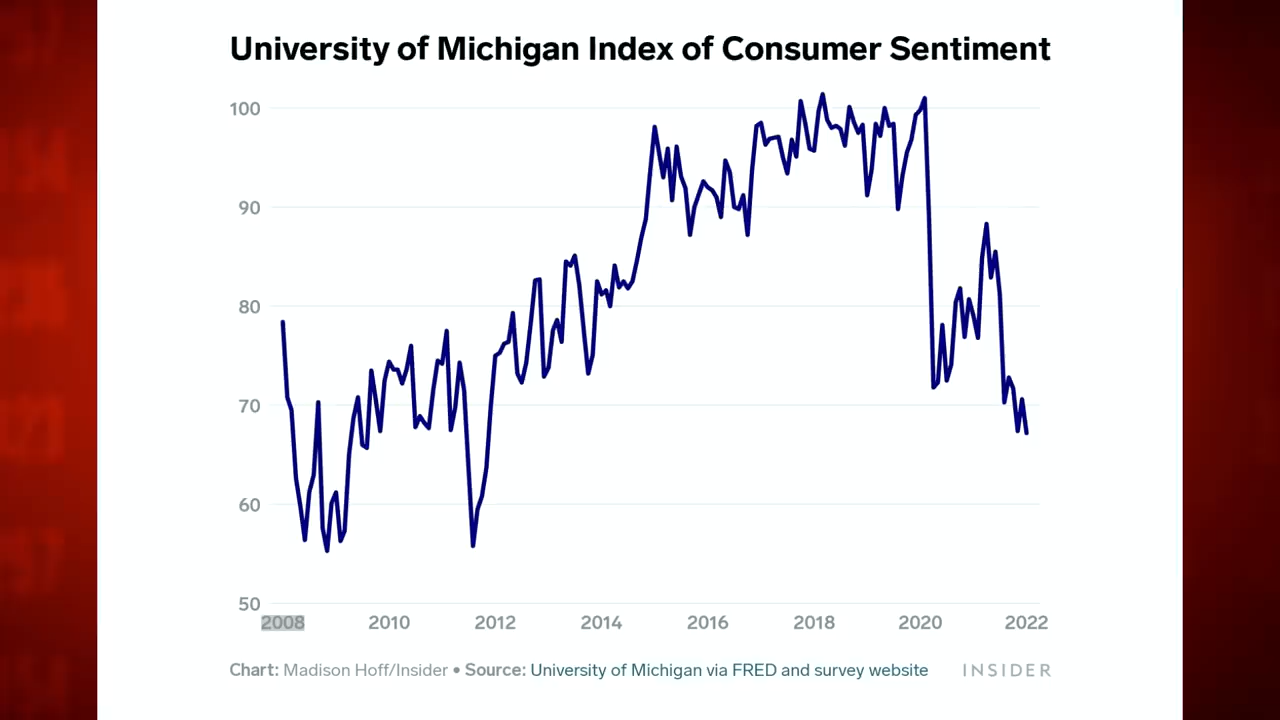 University of Michigan Index of Consumer Sentiment
100
90
80
70
60
50
2008 2010 2012 2014 2016 2018 2020 2022
Chart: Madison Hoff/Insider • Source: University of Michigan via FRED and survey website INSIDER